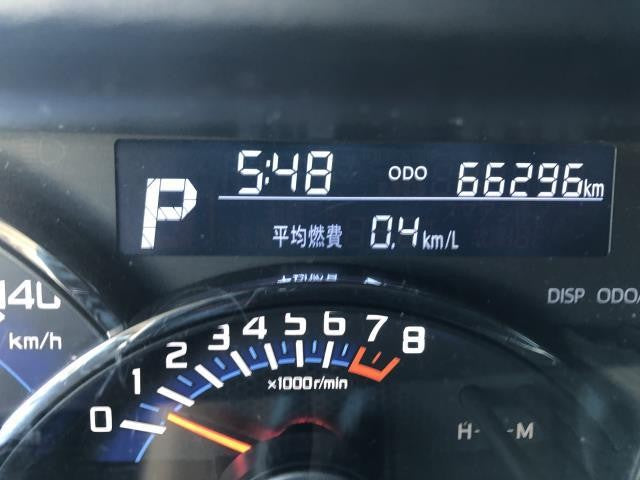 5:48 ODO 66296km
P
平均燃費 0.4km/L
140
DISP ODO/
km/h
0 1 2 3 4 5 6 7 8
×1000r/min
H- -M